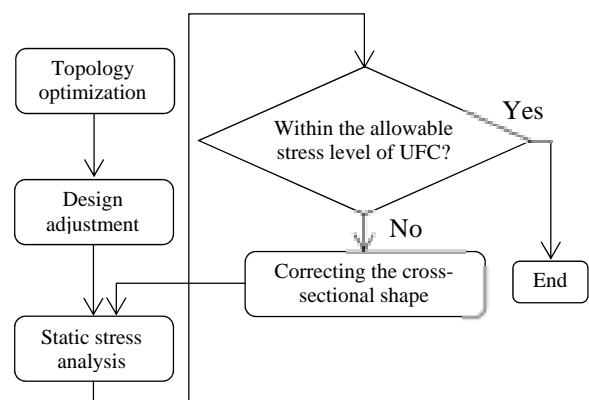 Topology
optimization
Design
adjustment
Static stress
analysis
Within the allowable
stress level of UFC?
Yes
No
Correcting the cross-
sectional shape
End